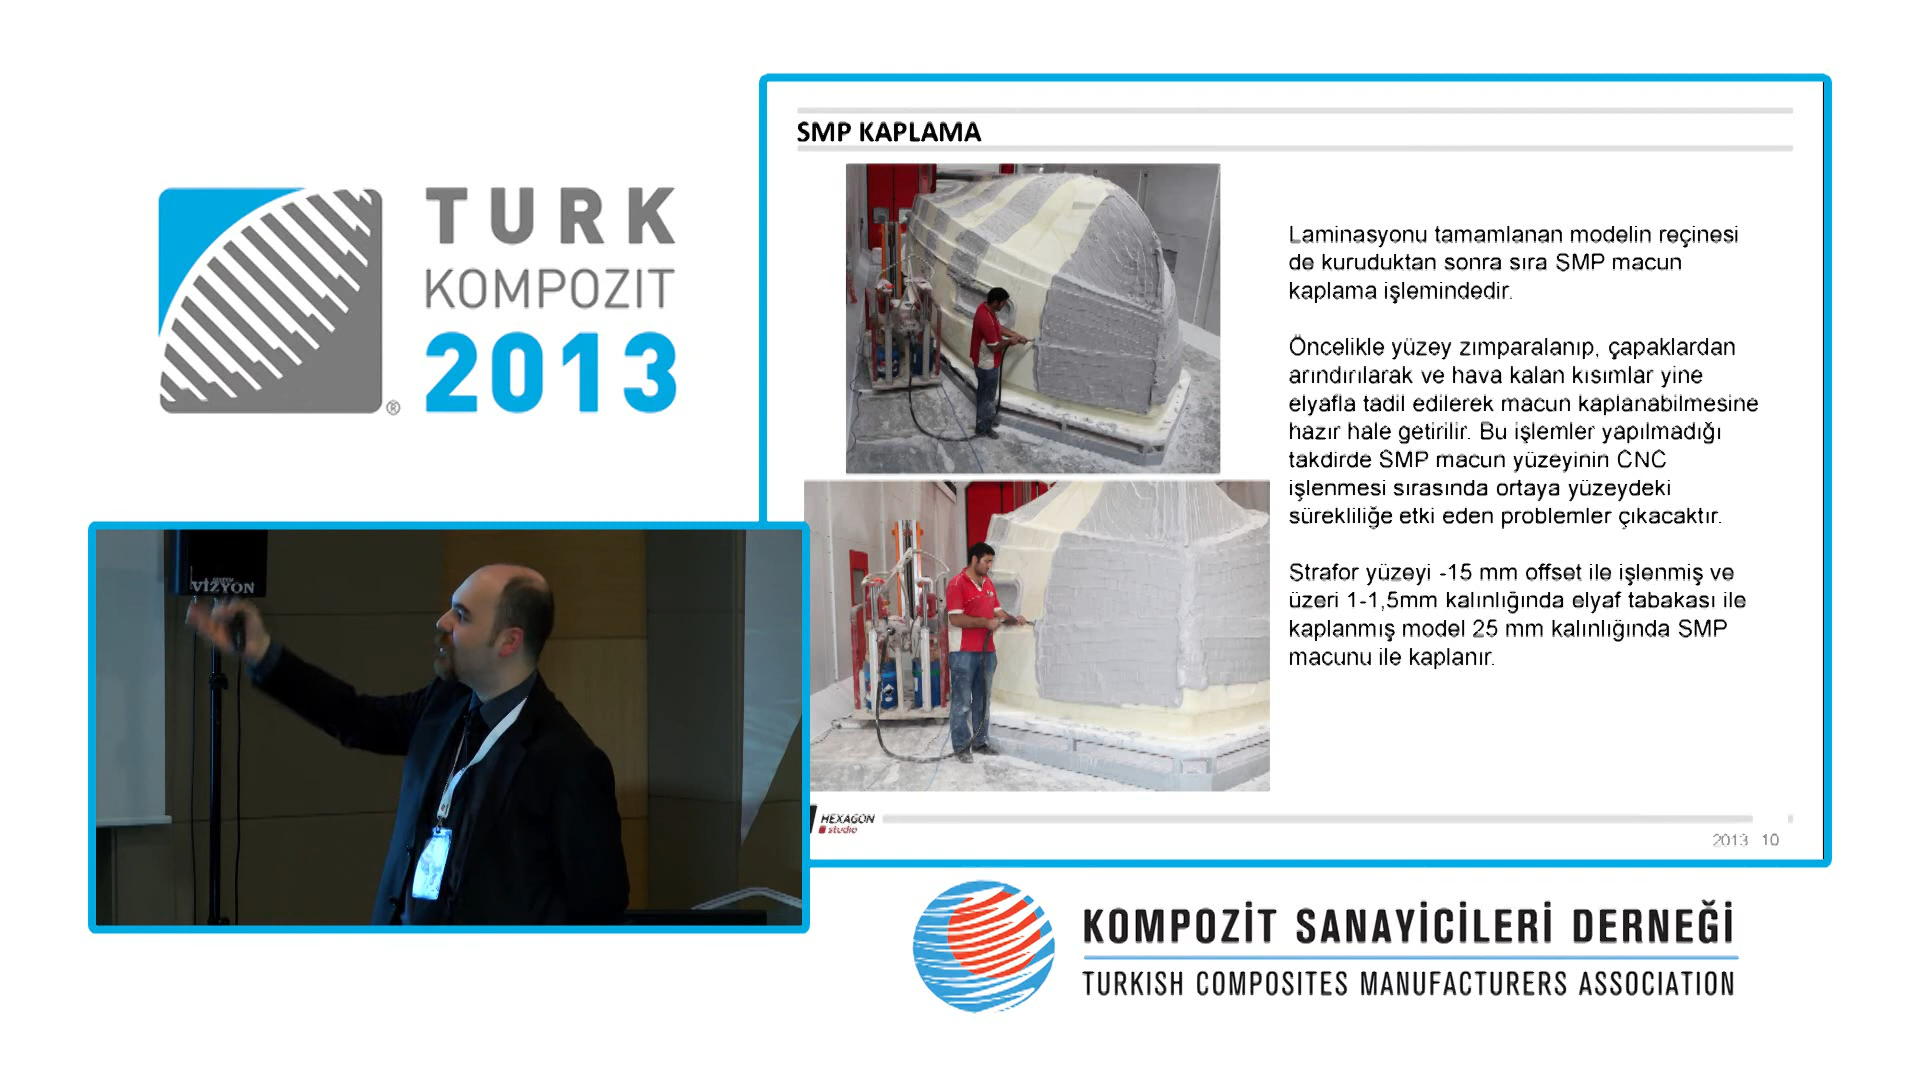 TURK
KOMPOZIT
2013
®
SMP KAPLAMA
Laminasyonu tamamlanan modelin reçinesi
de kuruduktan sonra sıra SMP macun
kaplama işlemindedir.
Öncelikle yüzey zımparalanıp, çapaklardan
arındırılarak ve hava kalan kısımlar yine
elyafla tadil edilerek macun kaplanabilmesine
hazır hale getirilir. Bu işlemler yapılmadığı
takdirde SMP macun yüzeyinin CNC
işlenmesi sırasında ortaya yüzeydeki
sürekliliğe etki eden problemler çıkacaktır.
Strafor yüzeyi -15 mm offset ile işlenmiş ve
üzeri 1-1,5mm kalınlığında elyaf tabakası ile
kaplanmış model 25 mm kalınlığında SMP
macunu ile kaplanır.
HEXAGON
studio
2013 10
VİZYON
KOMPOZİT SANAYİCİLERİ DERNEĞİ
TURKISH COMPOSITES MANUFACTURERS ASSOCIATION